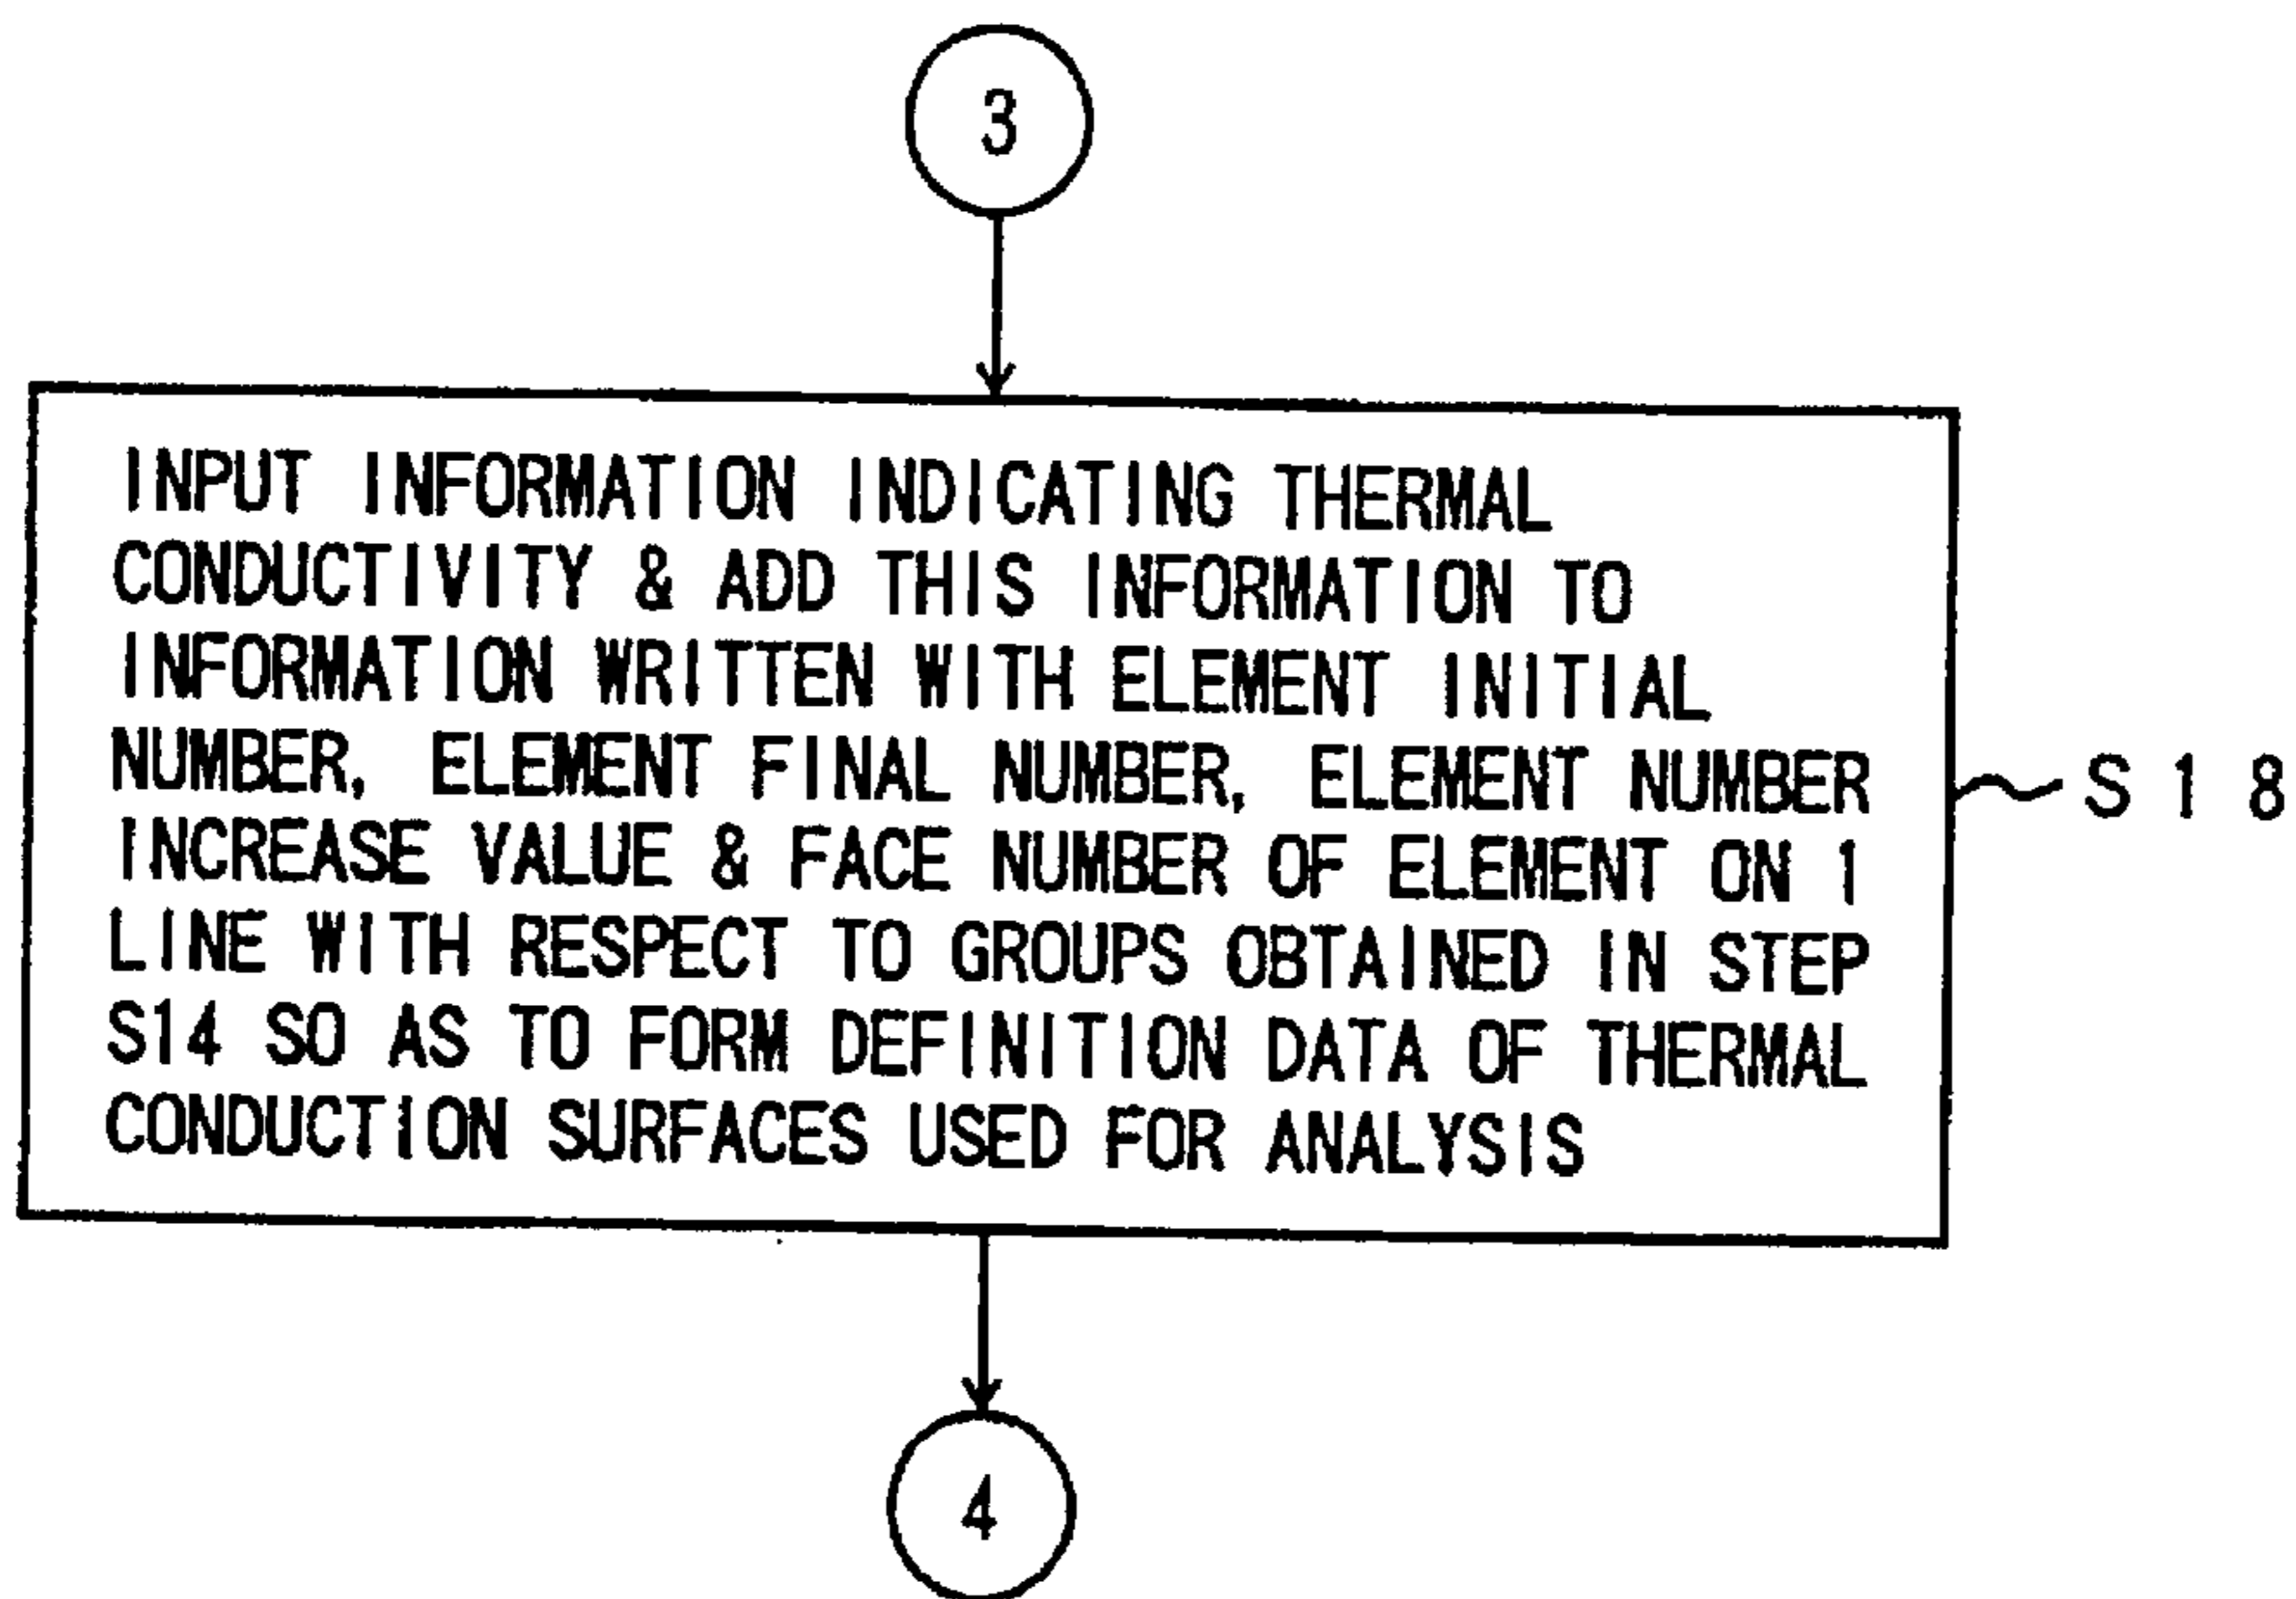 3
INPUT INFORMATION INDICATING THERMAL
CONDUCTIVITY & ADD THIS INFORMATION TO
INFORMATION WRITTEN WITH ELEMENT INITIAL
NUMBER, ELEMENT FINAL NUMBER, ELEMENT NUMBER
INCREASE VALUE & FACE NUMBER OF ELEMENT ON 1
LINE WITH RESPECT TO GROUPS OBTAINED IN STEP
S14 SO AS TO FORM DEFINITION DATA OF THERMAL
CONDUCTION SURFACES USED FOR ANALYSIS
S18
4